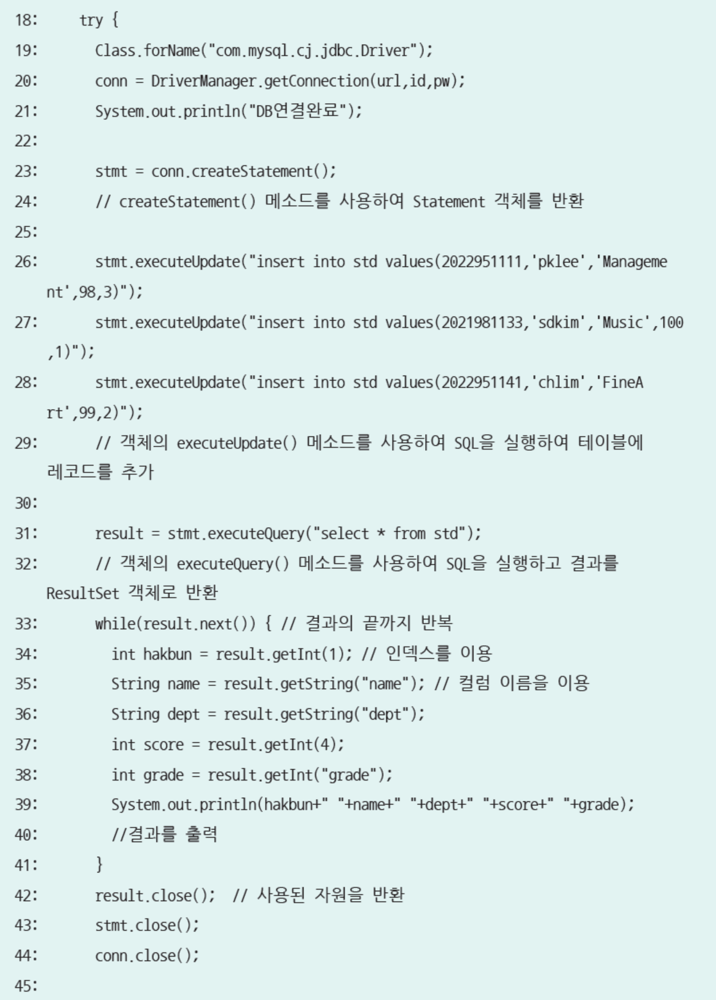 18:     try {
19:       Class.forName("com.mysql.cj.jdbc.Driver");
20:       conn = DriverManager.getConnection(url,id,pw);
21:       System.out.println("DB연결완료");
22:
23:       stmt = conn.createStatement();
24:       // createStatement() 메소드를 사용하여 Statement 객체를 반환
25:
26:       stmt.executeUpdate("insert into std values(2022951111,'pklee','Manageme
nt',98,3)");
27:       stmt.executeUpdate("insert into std values(2021981133,'sdkim','Music',100
,1)");
28:       stmt.executeUpdate("insert into std values(2022951141,'chlim','FineA
rt',99,2)");
29:       // 객체의 executeUpdate() 메소드를 사용하여 SQL을 실행하여 테이블에
레코드를 추가
30:
31:       result = stmt.executeQuery("select * from std");
32:       // 객체의 executeQuery() 메소드를 사용하여 SQL을 실행하고 결과를
ResultSet 객체로 반환
33:       while(result.next()) { // 결과의 끝까지 반복
34:         int hakbun = result.getInt(1); // 인덱스를 이용
35:         String name = result.getString("name"); // 컬럼 이름을 이용
36:         String dept = result.getString("dept");
37:         int score = result.getInt(4);
38:         int grade = result.getInt("grade");
39:         System.out.println(hakbun+" "+name+" "+dept+" "+score+" "+grade);
40:         //결과를 출력
41:       }
42:       result.close();  // 사용된 자원을 반환
43:       stmt.close();
44:       conn.close();
45: